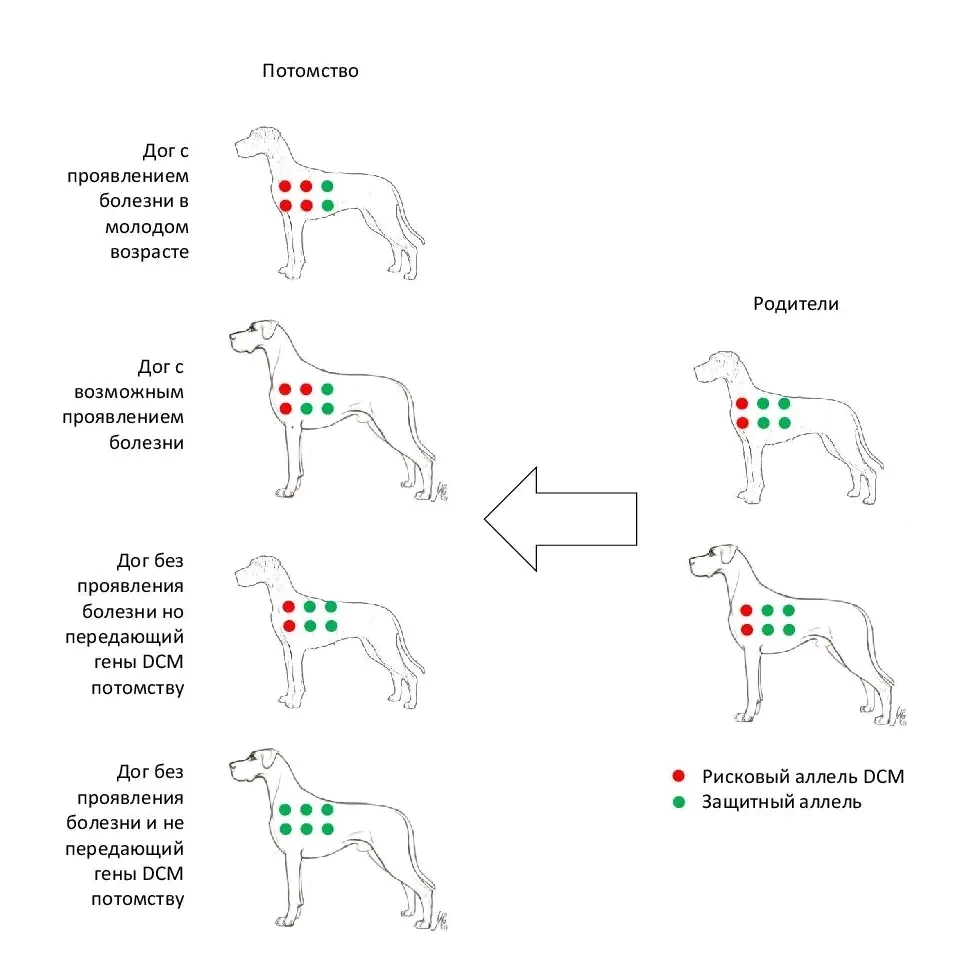 Потомство
Дог с
проявлением
болезни в
молодом
возрасте
Дог с
возможным
проявлением
болезни
Дог без
проявления
болезни но
передающий
гены DCM
потомству
Дог без
проявления
болезни и не
передающий
гены DCM
потомству
Родители
Рисковый аллель DCM
Защитный аллель